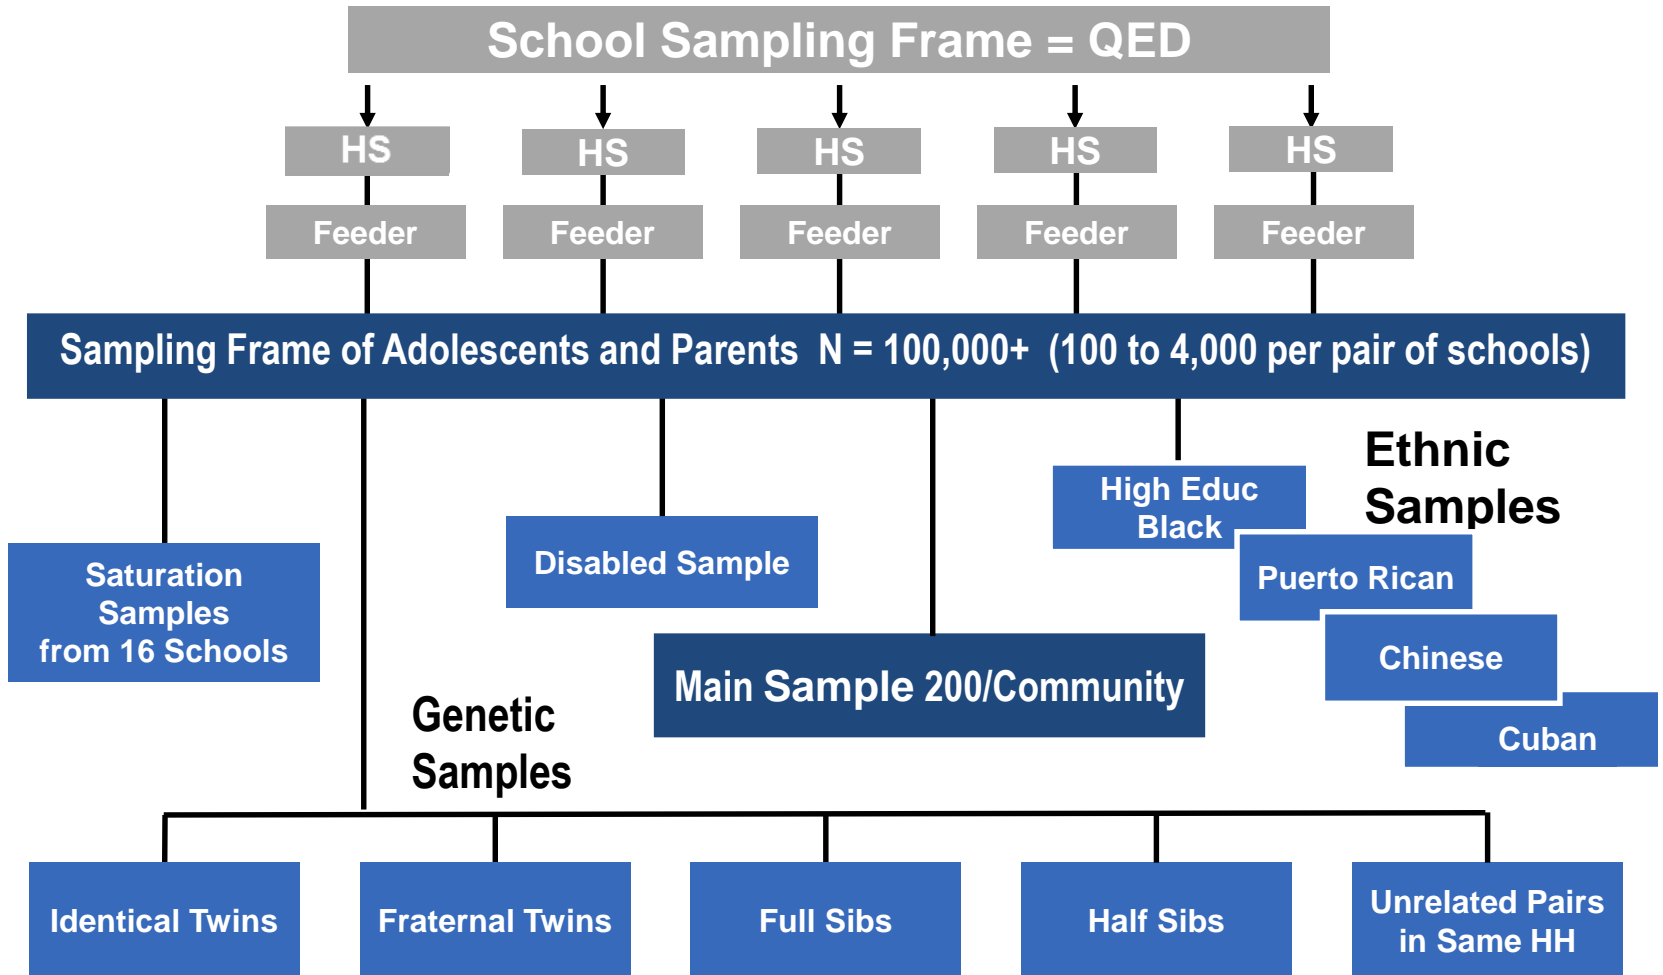 School Sampling Frame = QED
HS
HS
HS
HS
HS
Feeder
Feeder
Feeder
Feeder
Feeder
Sampling Frame of Adolescents and Parents N = 100,000+ (100 to 4,000 per pair of schools)
Ethnic
Samples
High Educ
Black
Puerto Rican
Chinese
Cuban
Disabled Sample
Saturation
Samples
from 16 Schools
Main Sample 200/Community
Genetic
Samples
Identical Twins
Fraternal Twins
Full Sibs
Half Sibs
Unrelated Pairs
in Same HH